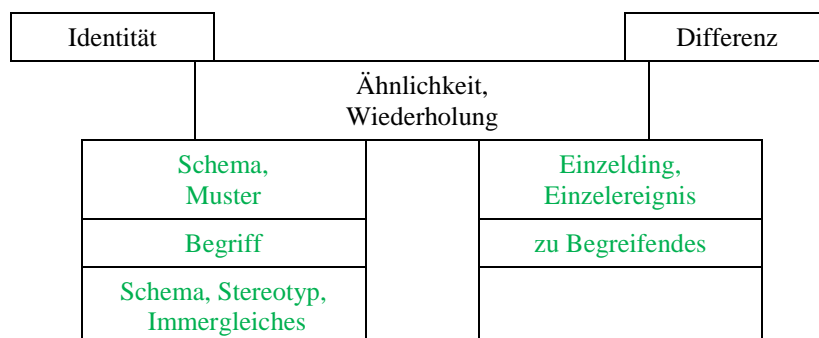 Identität
Differenz
Ähnlichkeit,
Wiederholung
Schema,
Muster
Einzelding,
Einzelereignis
Begriff
zu Begreifendes
Schema, Stereotyp,
Immergleiches